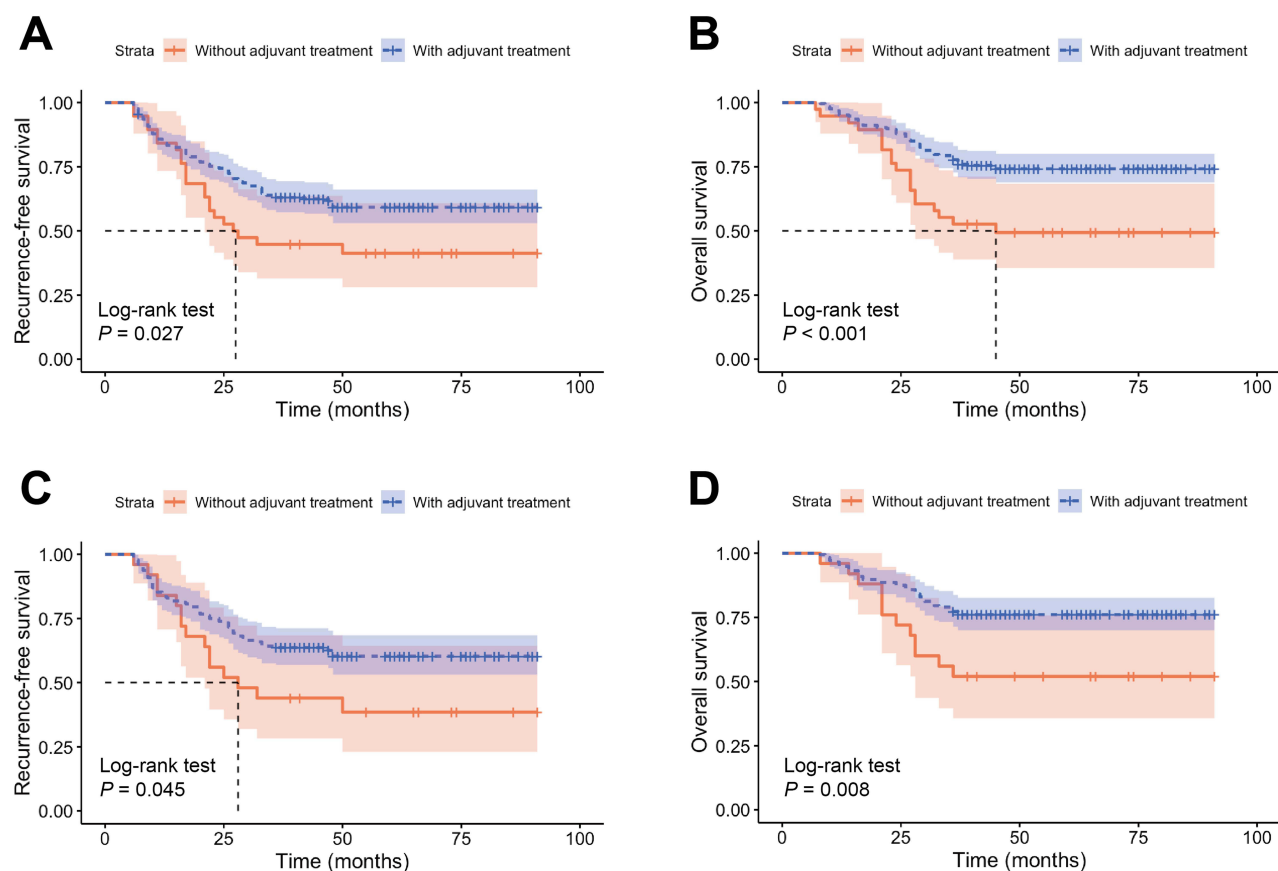 A
Strata Without adjuvant treatment With adjuvant treatment
Recurrence-free survival
1.00
0.75
0.50
0.25
0.00
Log-rank test
P = 0.027
0 25 50 75 100
Time (months)
B
Strata Without adjuvant treatment With adjuvant treatment
Overall survival
1.00
0.75
0.50
0.25
0.00
Log-rank test
P < 0.001
0 25 50 75 100
Time (months)
C
Strata Without adjuvant treatment With adjuvant treatment
Recurrence-free survival
1.00
0.75
0.50
0.25
0.00
Log-rank test
P = 0.045
0 25 50 75 100
Time (months)
D
Strata Without adjuvant treatment With adjuvant treatment
Overall survival
1.00
0.75
0.50
0.25
0.00
Log-rank test
P = 0.008
0 25 50 75 100
Time (months)